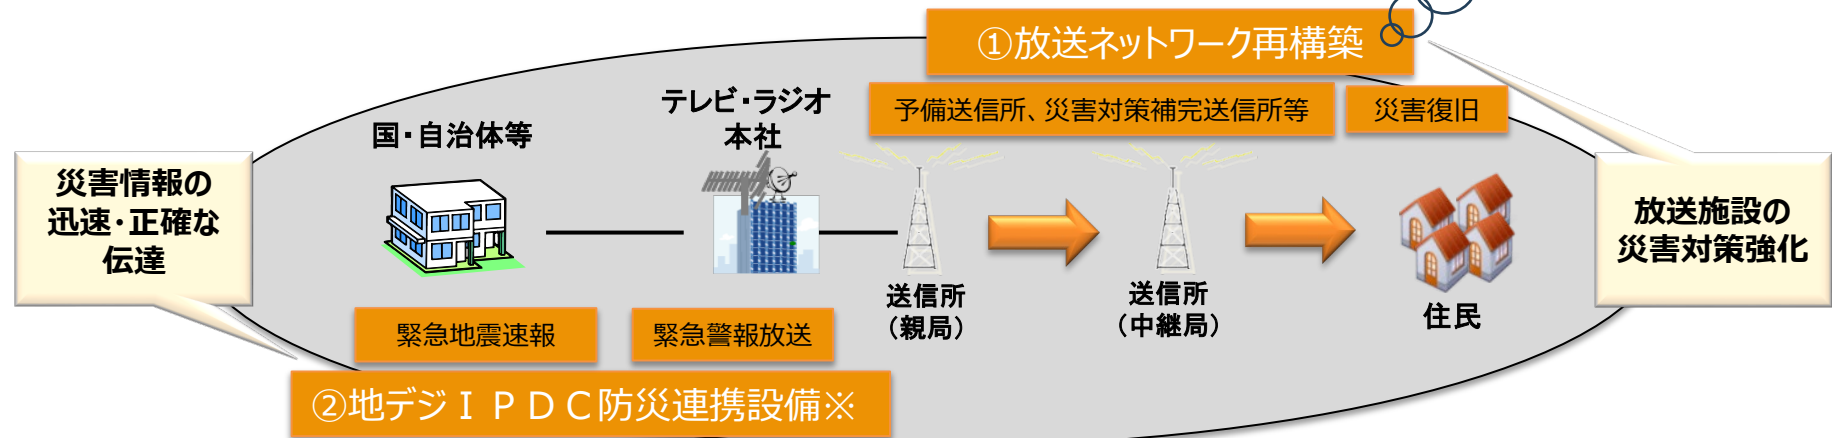 ①放送ネットワーク再構築
予備送信所、災害対策補完送信所等
災害復旧
テレビ・ラジオ
本社
国・自治体等
災害情報の
迅速・正確な
伝達
放送施設の
災害対策強化
送信所
(親局)
送信所
(中継局)
住民
緊急地震速報
緊急警報放送
②地デジＩＰＤＣ防災連携設備※